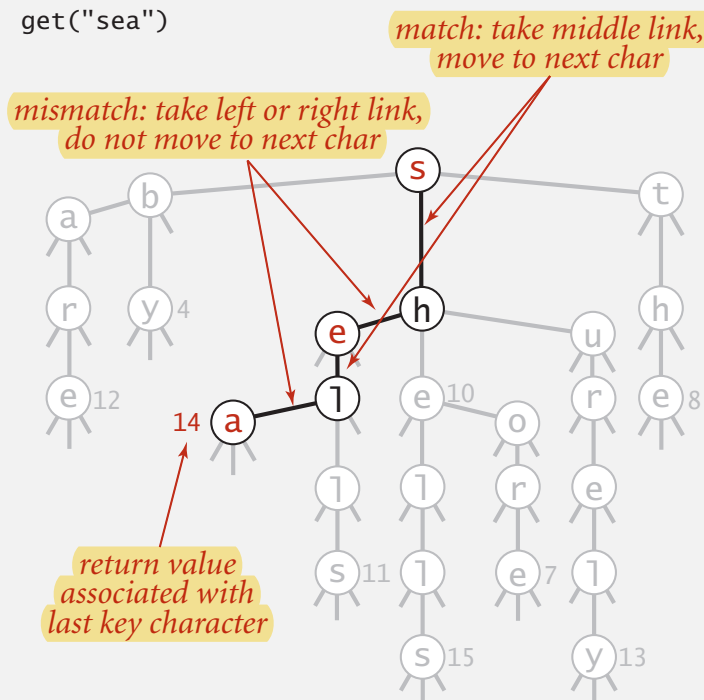 get("sea")
match: take middle link,
move to next char
mismatch: take left or right link,
do not move to next char
s
b
t
a
r
y 4
h
h
e
u
e 12
l
e 10
r
e 8
14 a
o
l
l
r
e
s 11
l
e 7
l
return value
associated with
last key character
s 15
y 13